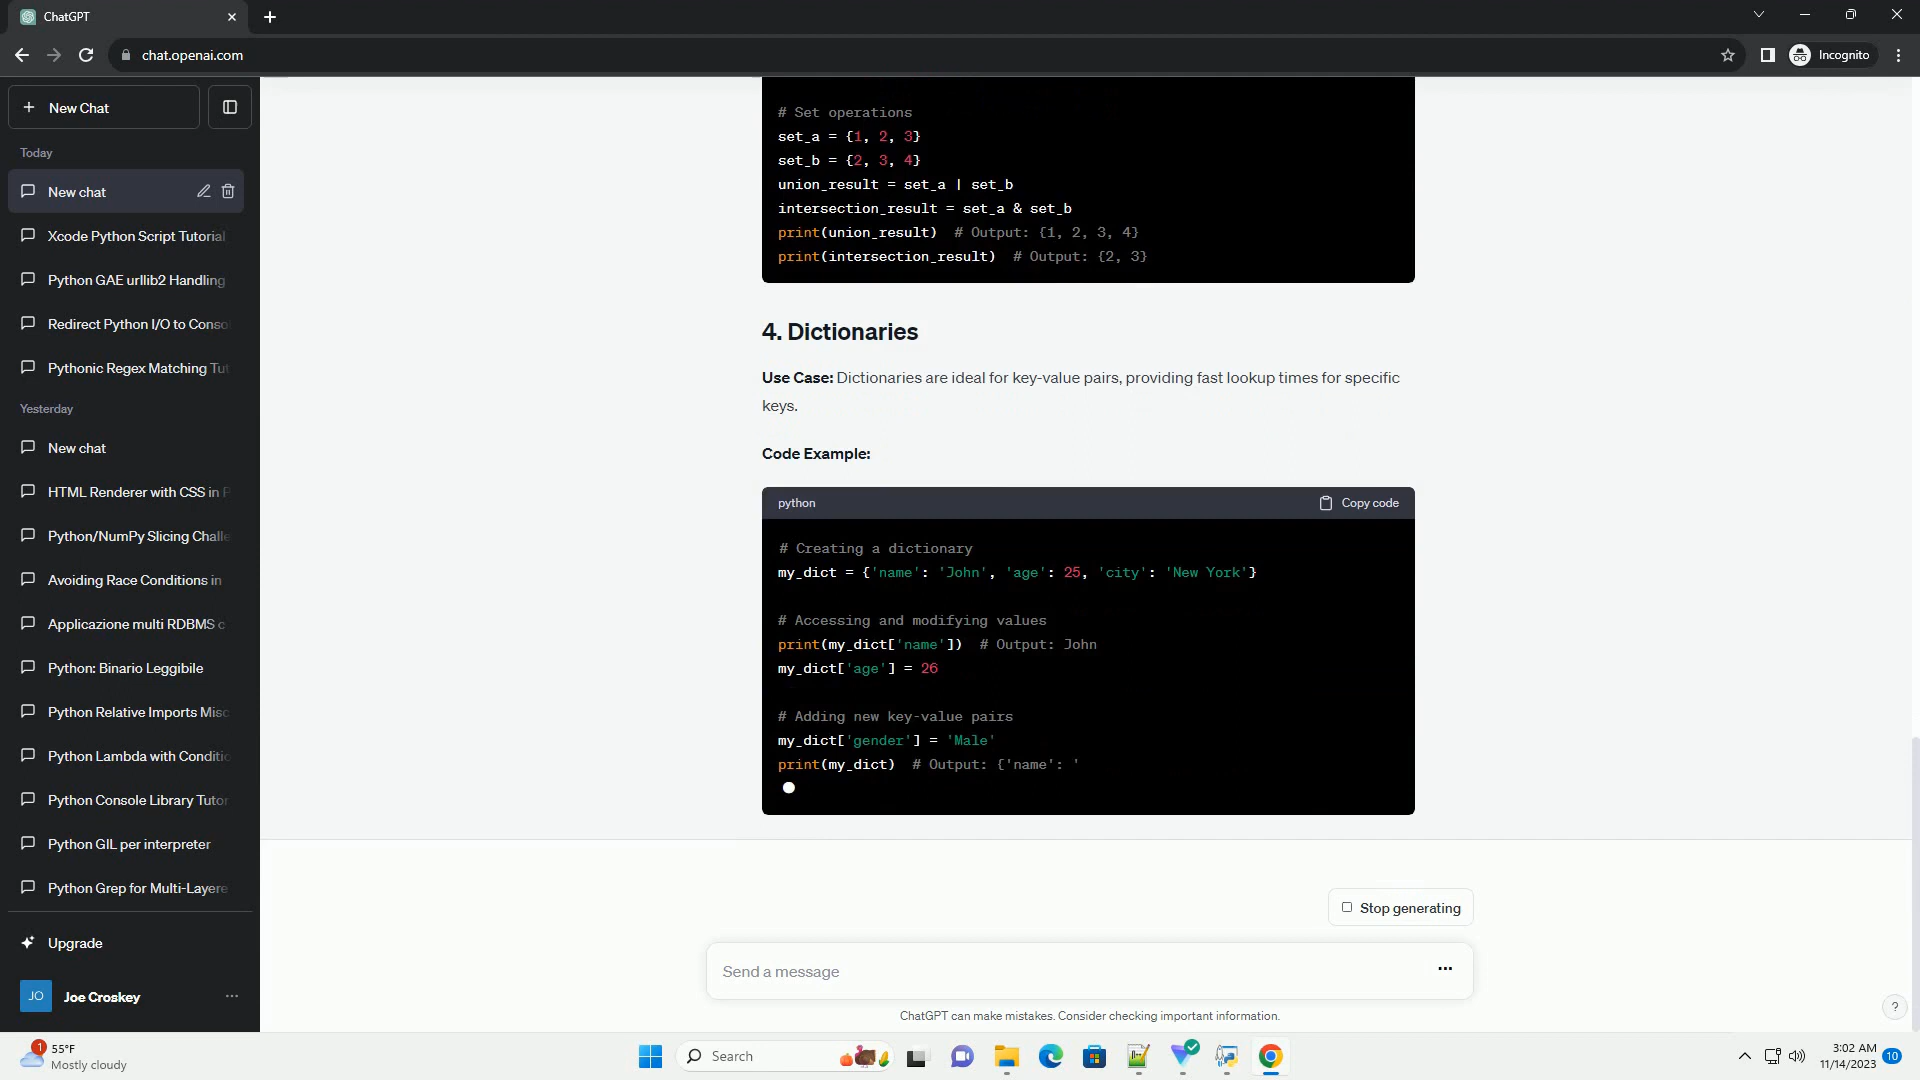 ChatGPT
chat.openai.com
Incognito
New Chat
Today
New chat
Xcode Python Script Tutorial
Python GAE urllib2 Handling
Redirect Python I/O to Conso
Pythonic Regex Matching Tut
Yesterday
New chat
HTML Renderer with CSS in P
Python/NumPy Slicing Challe
Avoiding Race Conditions in
Applicazione multi RDBMS c
Python: Binario Leggibile
Python Relative Imports Misc
Python Lambda with Conditio
Python Console Library Tutor
Python GIL per interpreter
Python Grep for Multi-Layere
Upgrade
JO Joe Croskey
# Set operations
set_a = {1, 2, 3}
set_b = {2, 3, 4}
union_result = set_a | set_b
intersection_result = set_a & set_b
print(union_result)  # Output: {1, 2, 3, 4}
print(intersection_result)  # Output: {2, 3}
4. Dictionaries
Use Case: Dictionaries are ideal for key-value pairs, providing fast lookup times for specific
keys.
Code Example:
python Copy code
# Creating a dictionary
my_dict = {'name': 'John', 'age': 25, 'city': 'New York'}
# Accessing and modifying values
print(my_dict['name'])  # Output: John
my_dict['age'] = 26
# Adding new key-value pairs
my_dict['gender'] = 'Male'
print(my_dict)  # Output: {'name': '
Stop generating
Send a message
ChatGPT can make mistakes. Consider checking important information.
?
1
55°F
Mostly cloudy
Search
3:02 AM
11/14/2023
10